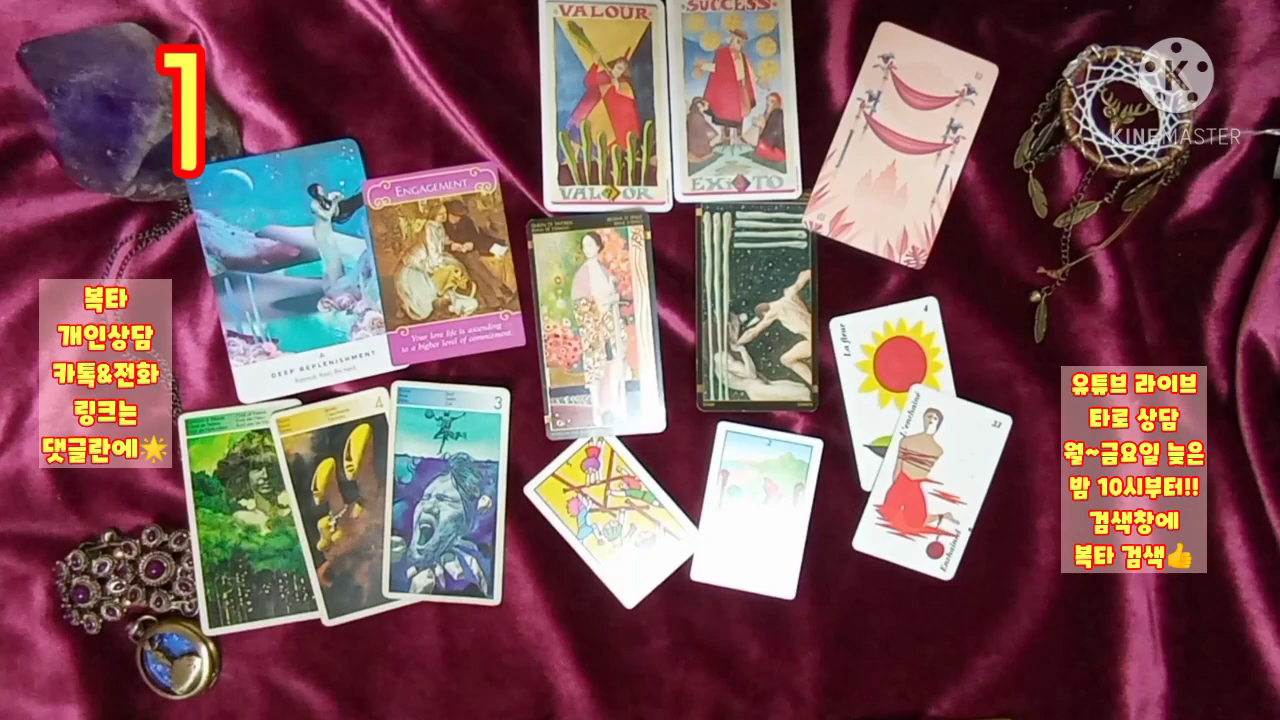 1
복타
개인상담
카톡&전화
링크는
댓글란에🌟
유튜브 라이브
타로 상담
월~금요일 늦은
밤 10시부터!!
검색창에
복타 검색👍
KINEMASTER
VALOUR
VALOR
SUCCESS
EXITO
DEEP REPLENISHMENT
ENGAGEMENT
Your love life is ascending
to a higher level of commitment.
4
3
4
La fleur
33